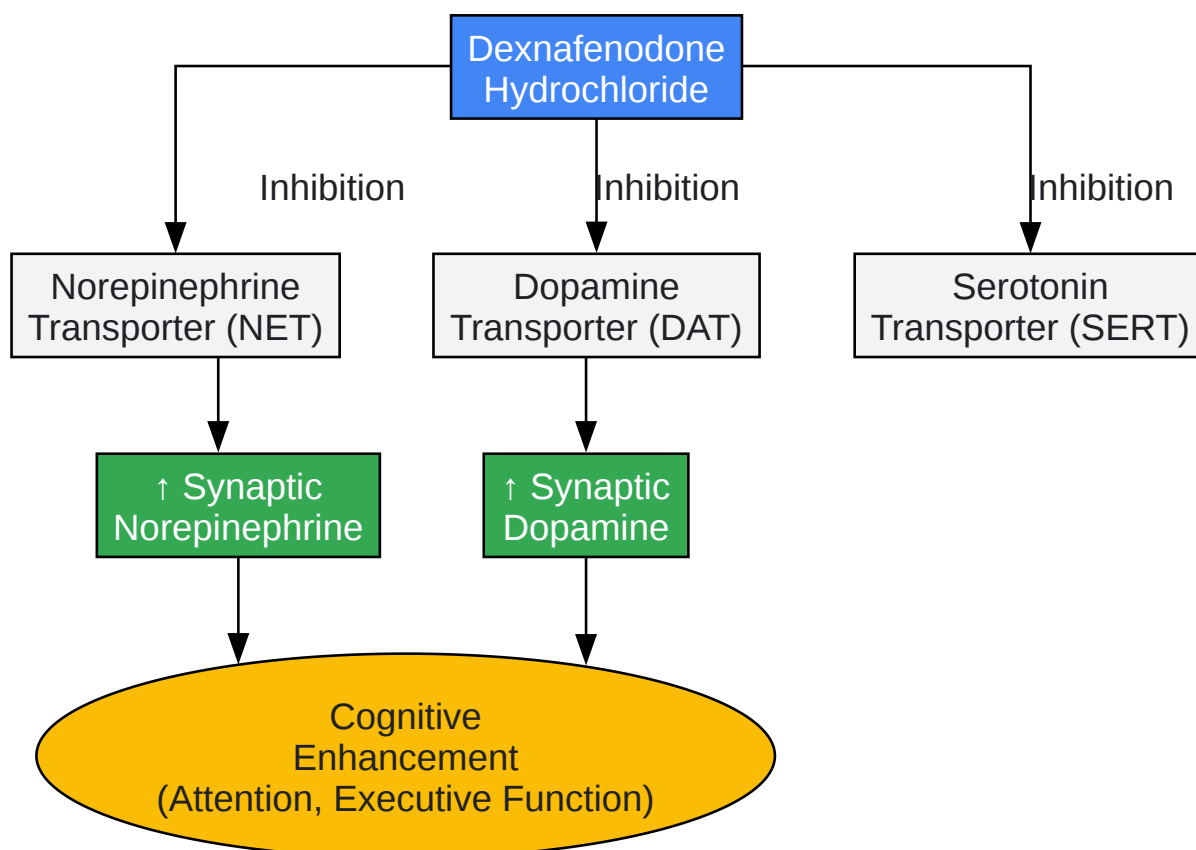 Dexnafenodone
Hydrochloride
Inhibition
Inhibition
Inhibition
Norepinephrine
Transporter (NET)
Dopamine
Transporter (DAT)
Serotonin
Transporter (SERT)
↑ Synaptic
Norepinephrine
↑ Synaptic
Dopamine
Cognitive
Enhancement
(Attention, Executive Function)